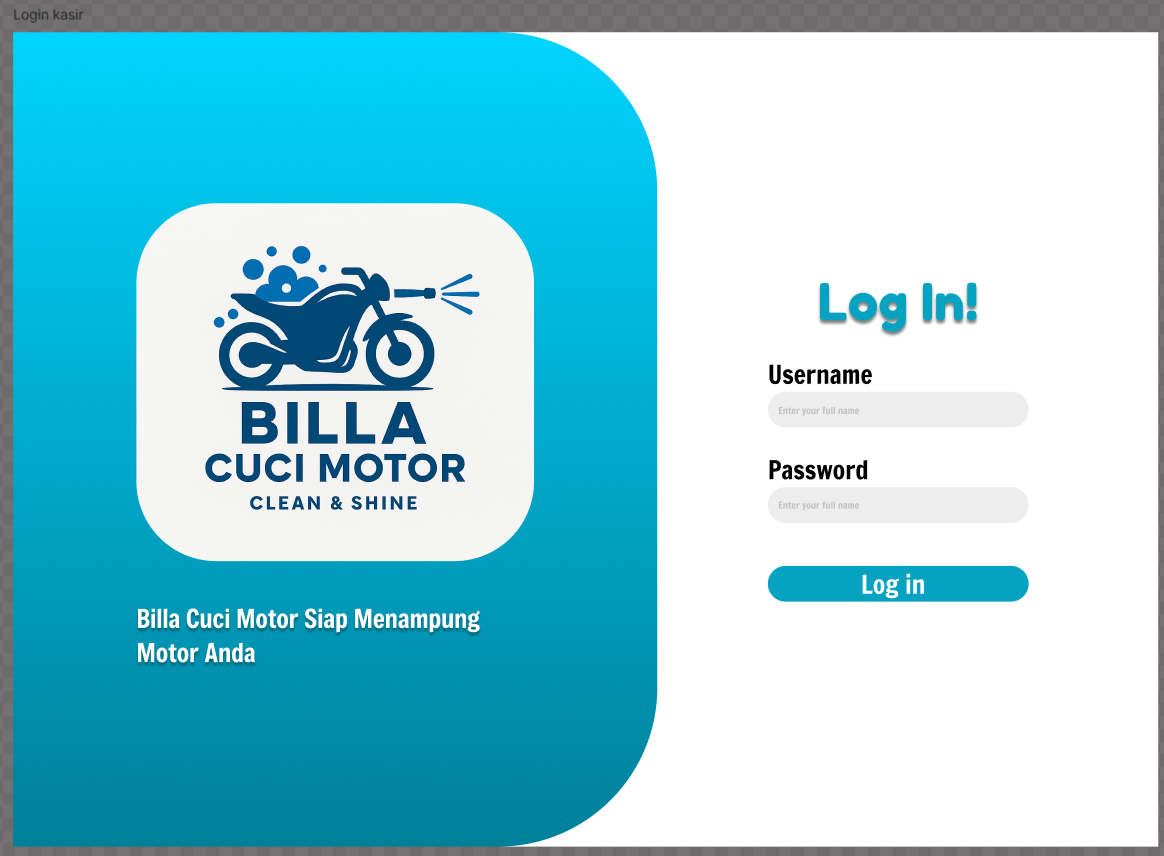 Login kasir
BILLA
CUCI MOTOR
CLEAN & SHINE
Billa Cuci Motor Siap Menampung
Motor Anda
Log In!
Username
Enter your full name
Password
Enter your full name
Log in